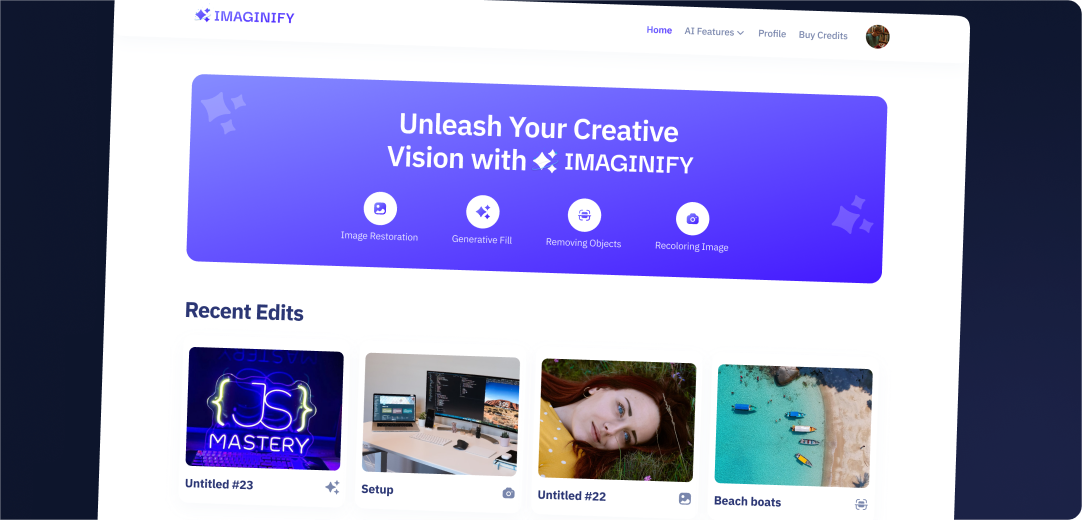 IMAGINIFY
Home AI Features Profile Buy Credits
Unleash Your Creative
Vision with IMAGINIFY
Image Restoration Generative Fill Removing Objects Recoloring Image
Recent Edits
{JS}
MASTERY
Untitled #23
Setup
Untitled #22
Beach boats